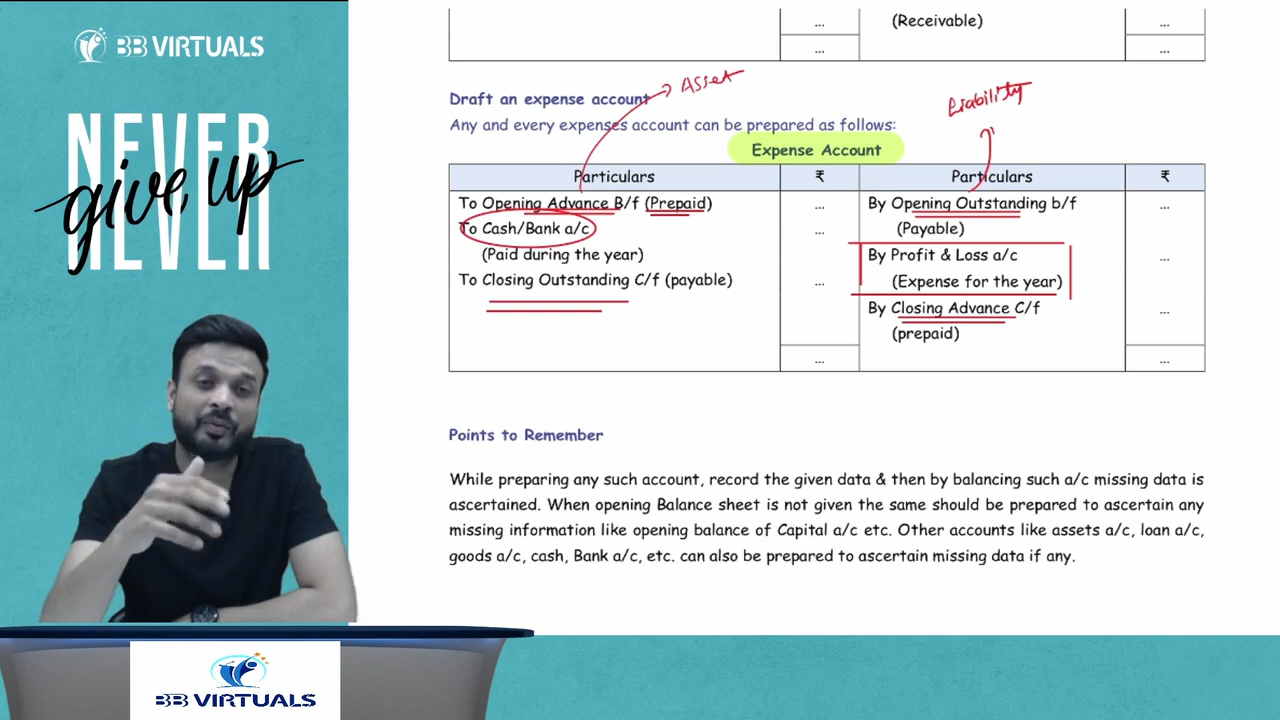 BB VIRTUALS
NEVER
give up
NEVER
... (Receivable) ...
... ...
Asset
Liability
Draft an expense account
Any and every expenses account can be prepared as follows:
Expense Account
Particulars ₹ Particulars ₹
To Opening Advance B/f (Prepaid) ... By Opening Outstanding b/f ...
To Cash/Bank a/c ... (Payable)
(Paid during the year) By Profit & Loss a/c ...
To Closing Outstanding C/f (payable) ... (Expense for the year)
By Closing Advance C/f ...
(prepaid)
... ...
Points to Remember
While preparing any such account, record the given data & then by balancing such a/c missing data is
ascertained. When opening Balance sheet is not given the same should be prepared to ascertain any
missing information like opening balance of Capital a/c etc. Other accounts like assets a/c, loan a/c,
goods a/c, cash, Bank a/c, etc. can also be prepared to ascertain missing data if any.
BB VIRTUALS